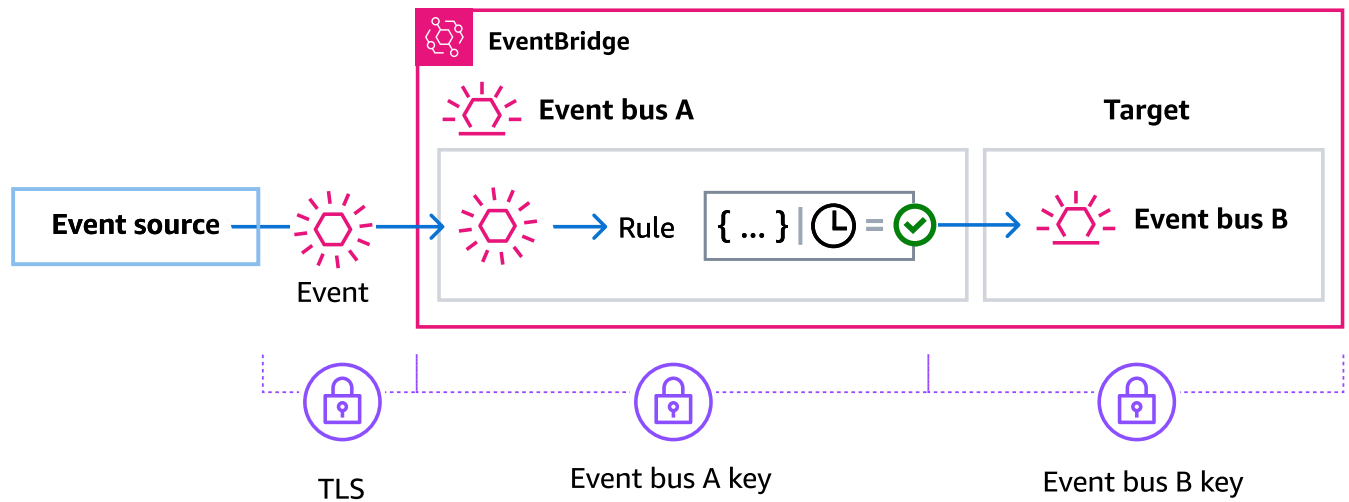 EventBridge
Event bus A
Target
Event source
Event
Rule
{ ... } | =
Event bus B
TLS
Event bus A key
Event bus B key